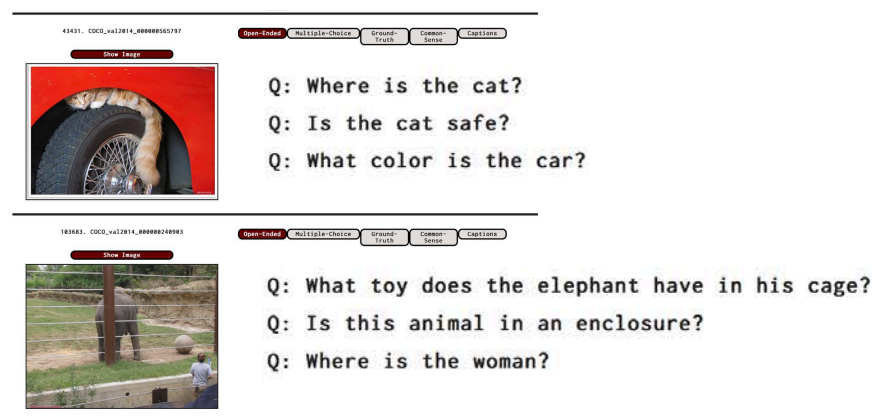 43431. COCO_val2014_000000565797
Open-Ended Multiple-Choice Ground-Truth Common-Sense Captions
Show Image
Q: Where is the cat?
Q: Is the cat safe?
Q: What color is the car?
103683. COCO_val2014_000000240903
Open-Ended Multiple-Choice Ground-Truth Common-Sense Captions
Show Image
Q: What toy does the elephant have in his cage?
Q: Is this animal in an enclosure?
Q: Where is the woman?